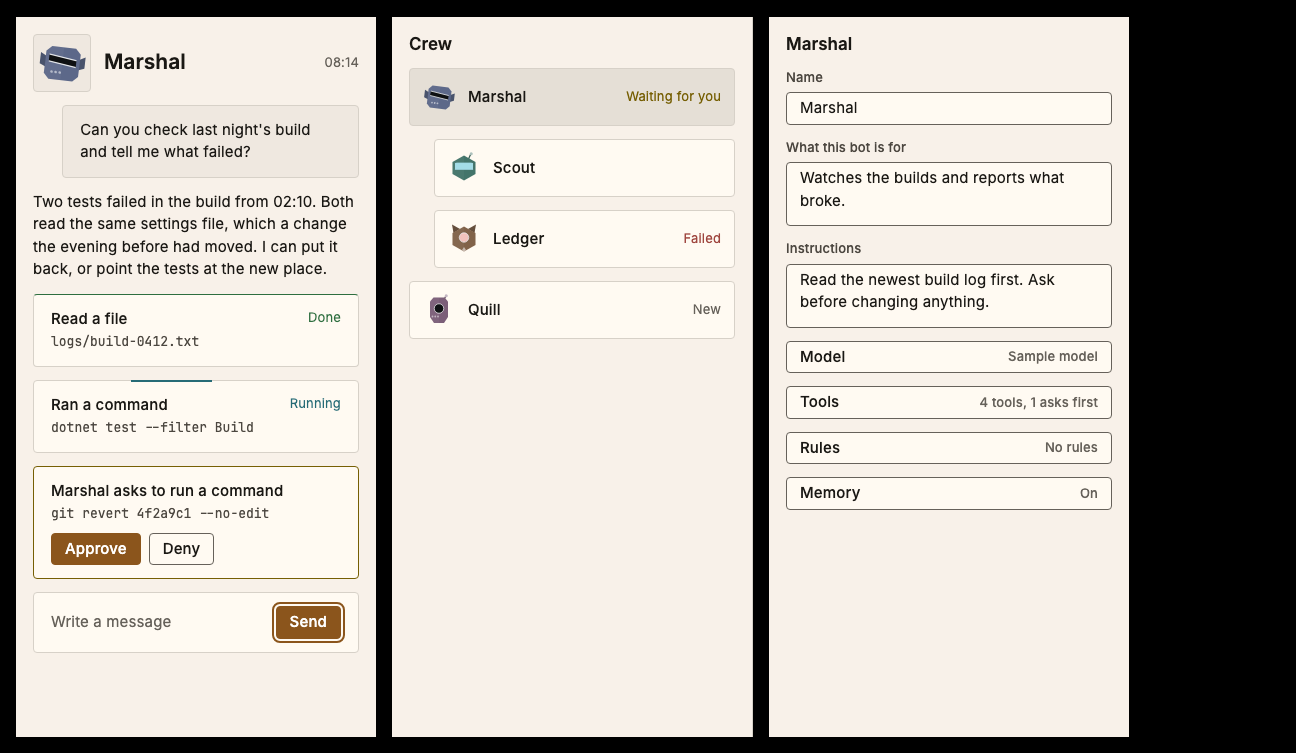 Marshal
08:14
Can you check last night's build
and tell me what failed?
Two tests failed in the build from 02:10. Both
read the same settings file, which a change
the evening before had moved. I can put it
back, or point the tests at the new place.
Read a file
Done
logs/build-0412.txt
Ran a command
Running
dotnet test --filter Build
Marshal asks to run a command
git revert 4f2a9c1 --no-edit
Approve
Deny
Write a message
Send
Crew
Marshal
Waiting for you
Scout
Ledger
Failed
Quill
New
Marshal
Name
Marshal
What this bot is for
Watches the builds and reports what
broke.
Instructions
Read the newest build log first. Ask
before changing anything.
Model
Sample model
Tools
4 tools, 1 asks first
Rules
No rules
Memory
On